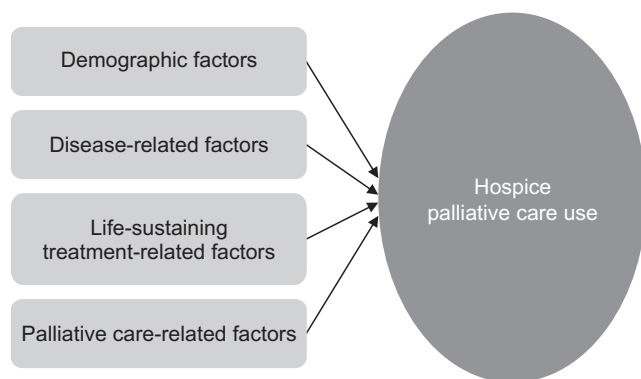 Demographic factors
Disease-related factors
Life-sustaining
treatment-related factors
Palliative care-related factors
Hospice
palliative care use